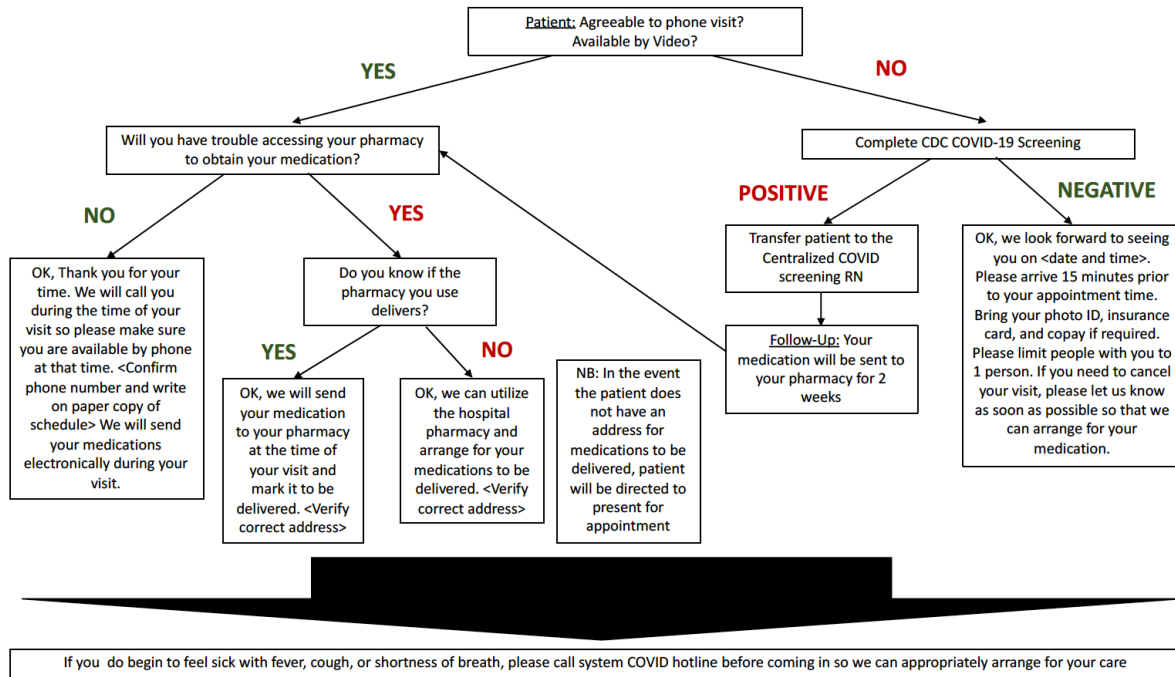 Patient: Agreeable to phone visit?
Available by Video?
YES
NO
Will you have trouble accessing your pharmacy
to obtain your medication?
Complete CDC COVID-19 Screening
NO
YES
POSITIVE
NEGATIVE
OK, Thank you for your
time. We will call you
during the time of your
visit so please make sure
you are available by phone
at that time. <Confirm
phone number and write
on paper copy of
schedule> We will send
your medications
electronically during your
visit.
Do you know if the
pharmacy you use
delivers?
Transfer patient to the
Centralized COVID
screening RN
OK, we look forward to seeing
you on <date and time>.
Please arrive 15 minutes prior
to your appointment time.
Bring your photo ID, insurance
card, and copay if required.
Please limit people with you to
1 person. If you need to cancel
your visit, please let us know
as soon as possible so that we
can arrange for your
medication.
YES
NO
Follow-Up: Your
medication will be sent to
your pharmacy for 2
weeks
OK, we will send
your medication
to your pharmacy
at the time of
your visit and
mark it to be
delivered. <Verify
correct address>
OK, we can utilize
the hospital
pharmacy and
arrange for your
medications to be
delivered. <Verify
correct address>
NB: In the event
the patient does
not have an
address for
medications to be
delivered, patient
will be directed to
present for
appointment
If you do begin to feel sick with fever, cough, or shortness of breath, please call system COVID hotline before coming in so we can appropriately arrange for your care